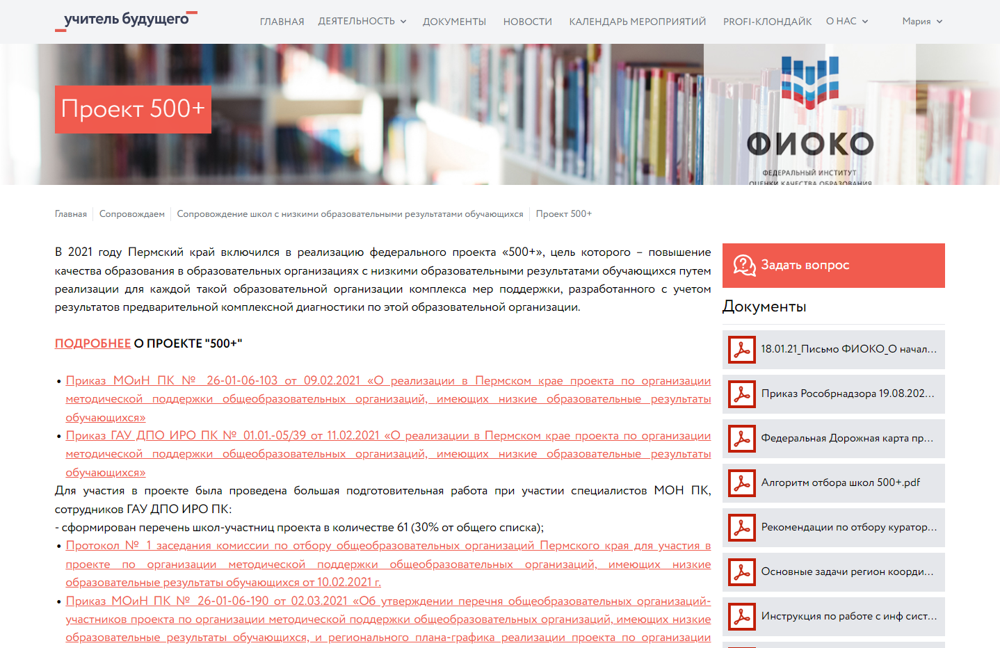 учитель будущего
ГЛАВНАЯ
ДЕЯТЕЛЬНОСТЬ
ДОКУМЕНТЫ
НОВОСТИ
КАЛЕНДАРЬ МЕРОПРИЯТИЙ
PROFI-КЛОНДАЙК
О НАС
Мария
Проект 500+
ФИОКО
ФЕДЕРАЛЬНЫЙ ИНСТИТУТ
ОЦЕНКИ КАЧЕСТВА ОБРАЗОВАНИЯ
Главная
Сопровождаем
Сопровождение школ с низкими образовательными результатами обучающихся
Проект 500+
В 2021 году Пермский край включился в реализацию федерального проекта «500+», цель которого – повышение
качества образования в образовательных организациях с низкими образовательными результатами обучающихся путем
реализации для каждой такой образовательной организации комплекса мер поддержки, разработанного с учетом
результатов предварительной комплексной диагностики по этой образовательной организации.
ПОДРОБНЕЕ О ПРОЕКТЕ "500+"
• Приказ МОиН ПК № 26-01-06-103 от 09.02.2021 «О реализации в Пермском крае проекта по организации
методической поддержки общеобразовательных организаций, имеющих низкие образовательные результаты
обучающихся»
• Приказ ГАУ ДПО ИРО ПК № 01.01.-05/39 от 11.02.2021 «О реализации в Пермском крае проекта по организации
методической поддержки общеобразовательных организаций, имеющих низкие образовательные результаты
обучающихся»
Для участия в проекте была проведена большая подготовительная работа при участии специалистов МОН ПК,
сотрудников ГАУ ДПО ИРО ПК:
- сформирован перечень школ-участниц проекта в количестве 61 (30% от общего списка);
• Протокол № 1 заседания комиссии по отбору общеобразовательных организаций Пермского края для участия в
проекте по организации методической поддержки общеобразовательных организаций, имеющих низкие
образовательные результаты обучающихся от 10.02.2021 г.
• Приказ МОиН ПК № 26-01-06-190 от 02.03.2021 «Об утверждении перечня общеобразовательных организаций-
участников проекта по организации методической поддержки общеобразовательных организаций, имеющих низкие
образовательные результаты обучающихся, и регионального плана-графика реализации проекта по организации
Задать вопрос
Документы
18.01.21_Письмо ФИОКО_О начал...
Приказ Рособрнадзора 19.08.202...
Федеральная Дорожная карта пр...
Алгоритм отбора школ 500+.pdf
Рекомендации по отбору куратор...
Основные задачи регион коорди...
Инструкция по работе с инф сист...